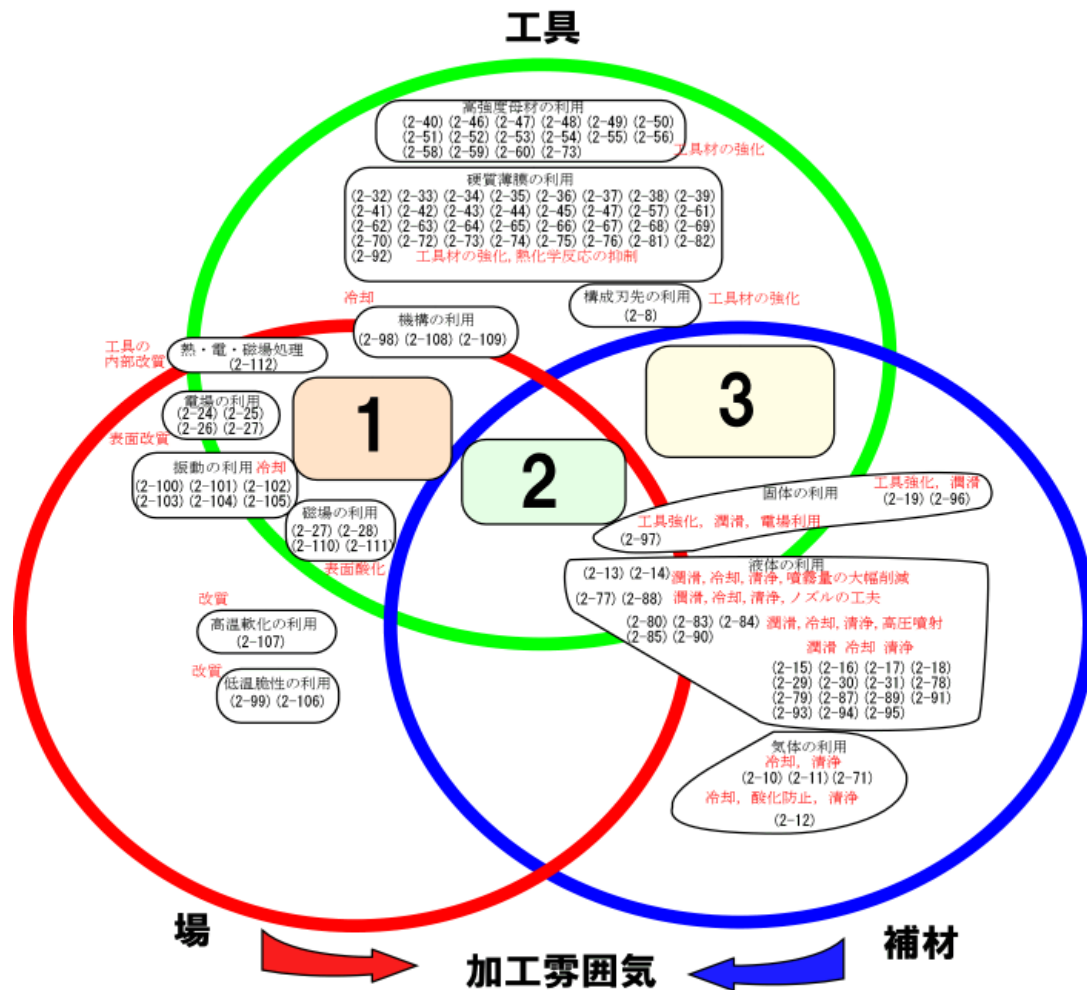 工具
高強度母材の利用
(2-40) (2-46) (2-47) (2-48) (2-49) (2-50)
(2-51) (2-52) (2-53) (2-54) (2-55) (2-56)
(2-58) (2-59) (2-60) (2-73)
工具材の強化
硬質薄膜の利用
(2-32) (2-33) (2-34) (2-35) (2-36) (2-37) (2-38) (2-39)
(2-41) (2-42) (2-43) (2-44) (2-45) (2-47) (2-57) (2-61)
(2-62) (2-63) (2-64) (2-65) (2-66) (2-67) (2-68) (2-69)
(2-70) (2-72) (2-73) (2-74) (2-75) (2-76) (2-81) (2-82)
(2-92) 工具材の強化,熱化学反応の抑制
構成刃先の利用
(2-8)
工具材の強化
冷却
機構の利用
(2-98) (2-108) (2-109)
工具の
内部改質
熱・電・磁場処理
(2-112)
電場の利用
(2-24) (2-25)
(2-26) (2-27)
表面改質
振動の利用 冷却
(2-100) (2-101) (2-102)
(2-103) (2-104) (2-105)
磁場の利用
(2-27) (2-28)
(2-110) (2-111)
表面酸化
1
2
3
固体の利用
工具強化, 潤滑
(2-19) (2-96)
工具強化, 潤滑, 電場利用
(2-97)
液体の利用
(2-13) (2-14) 潤滑,冷却,清浄,噴霧量の大幅削減
(2-77) (2-88) 潤滑,冷却,清浄,ノズルの工夫
(2-80) (2-83) (2-84) 潤滑,冷却,清浄,高圧噴射
(2-85) (2-90)
潤滑 冷却 清浄
(2-15) (2-16) (2-17) (2-18)
(2-29) (2-30) (2-31) (2-78)
(2-79) (2-87) (2-89) (2-91)
(2-93) (2-94) (2-95)
改質
高温軟化の利用
(2-107)
改質
低温脆性の利用
(2-99) (2-106)
気体の利用
冷却, 清浄
(2-10) (2-11) (2-71)
冷却, 酸化防止, 清浄
(2-12)
場
加工雰囲気
補材